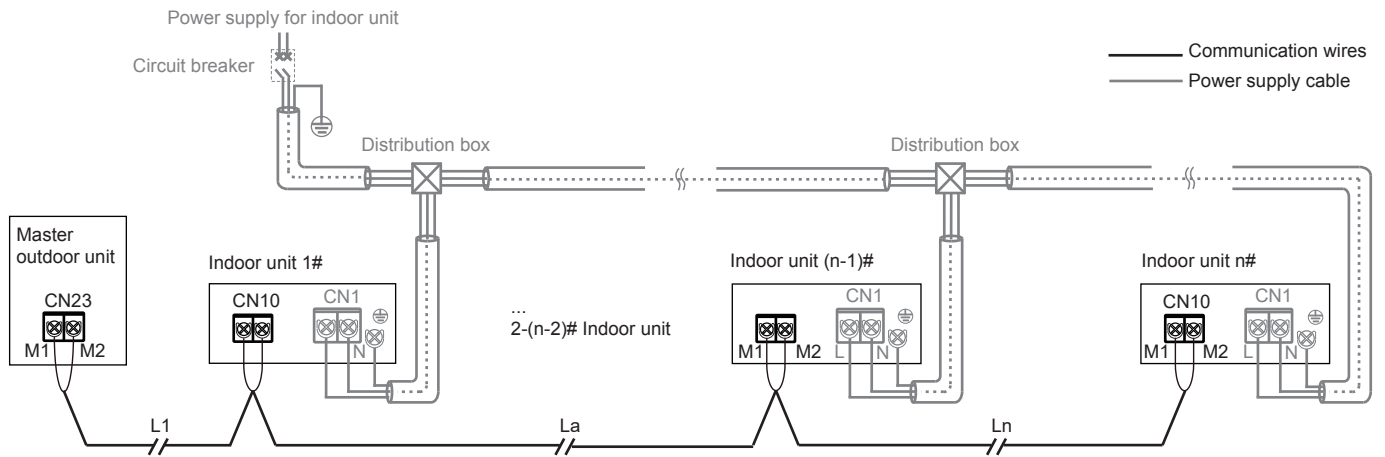 Power supply for indoor unit
Circuit breaker
Communication wires
Power supply cable
Distribution box
Distribution box
Master
outdoor unit
CN23
M1 M2
Indoor unit 1#
CN10
CN1
N
...
2-(n-2)# Indoor unit
Indoor unit (n-1)#
CN1
M1 M2 L N
Indoor unit n#
CN10
CN1
M1 M2 L N
L1
La
Ln